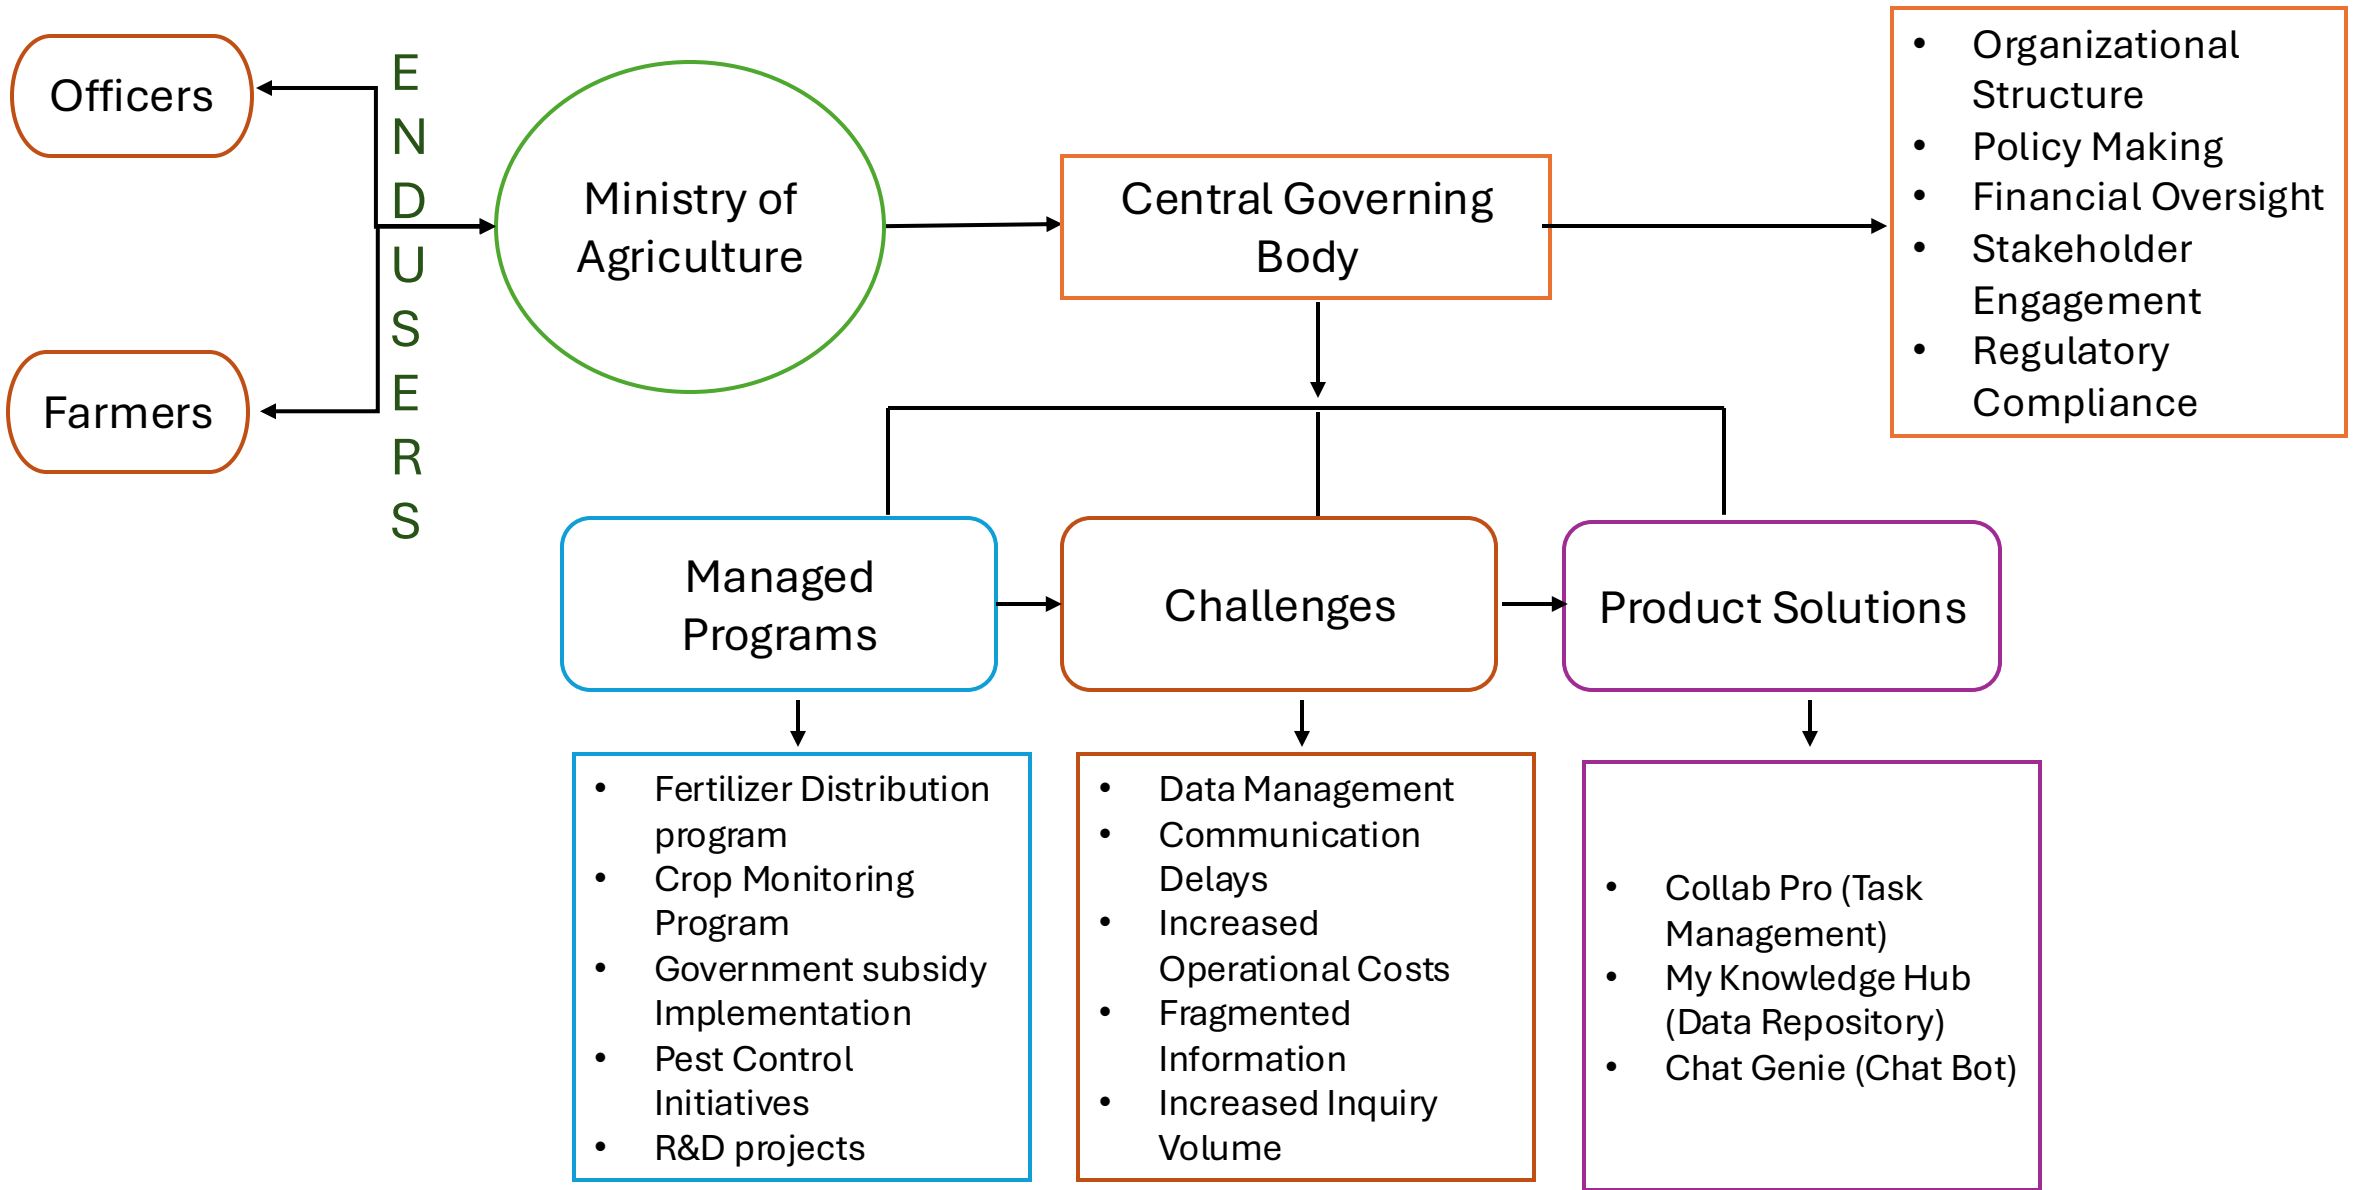 Officers
Farmers
E
N
D
U
S
E
R
S
Ministry of
Agriculture
Central Governing
Body
• Organizational
Structure
• Policy Making
• Financial Oversight
• Stakeholder
Engagement
• Regulatory
Compliance
Managed
Programs
Challenges
Product Solutions
• Fertilizer Distribution
program
• Crop Monitoring
Program
• Government subsidy
Implementation
• Pest Control
Initiatives
• R&D projects
• Data Management
• Communication
Delays
• Increased
Operational Costs
• Fragmented
Information
• Increased Inquiry
Volume
• Collab Pro (Task
Management)
• My Knowledge Hub
(Data Repository)
• Chat Genie (Chat Bot)